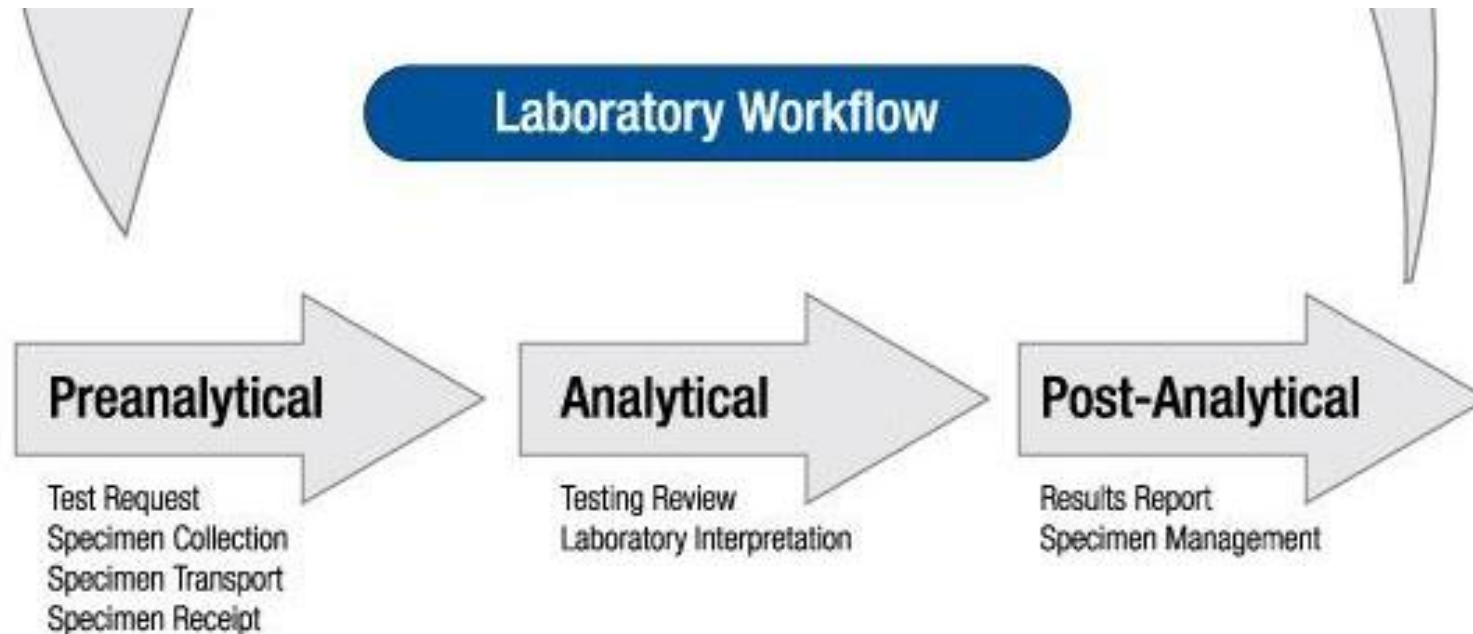 Laboratory Workflow
Preanalytical
Test Request
Specimen Collection
Specimen Transport
Specimen Receipt
Analytical
Testing Review
Laboratory Interpretation
Post-Analytical
Results Report
Specimen Management